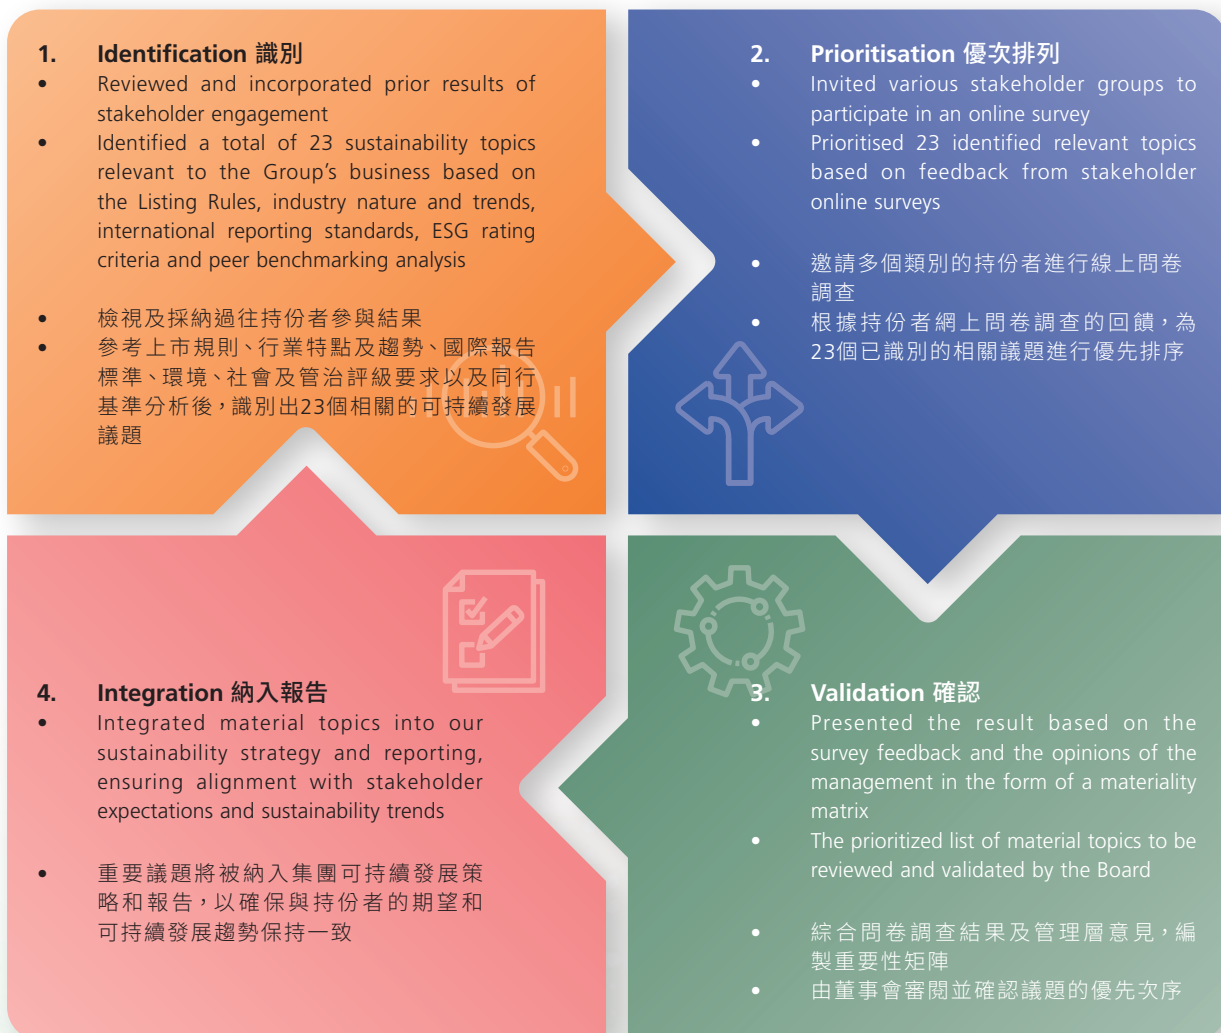 1. Identification 識別
• Reviewed and incorporated prior results of
stakeholder engagement
• Identified a total of 23 sustainability topics
relevant to the Group's business based on
the Listing Rules, industry nature and trends,
international reporting standards, ESG rating
criteria and peer benchmarking analysis
• 檢視及採納過往持份者參與結果
• 參考上市規則、行業特點及趨勢、國際報告
標準、環境、社會及管治評級要求以及同行
基準分析後，識別出23個相關的可持續發展
議題
2. Prioritisation 優次排列
• Invited various stakeholder groups to
participate in an online survey
• Prioritised 23 identified relevant topics
based on feedback from stakeholder
online surveys
• 邀請多個類別的持份者進行線上問卷
調查
• 根據持份者網上問卷調查的回饋，為
23個已識別的相關議題進行優先排序
3. Validation 確認
• Presented the result based on the
survey feedback and the opinions of the
management in the form of a materiality
matrix
• The prioritized list of material topics to be
reviewed and validated by the Board
• 綜合問卷調查結果及管理層意見，編
製重要性矩陣
• 由董事會審閱並確認議題的優先次序
4. Integration 納入報告
• Integrated material topics into our
sustainability strategy and reporting,
ensuring alignment with stakeholder
expectations and sustainability trends
• 重要議題將被納入集團可持續發展策
略和報告，以確保與持份者的期望和
可持續發展趨勢保持一致